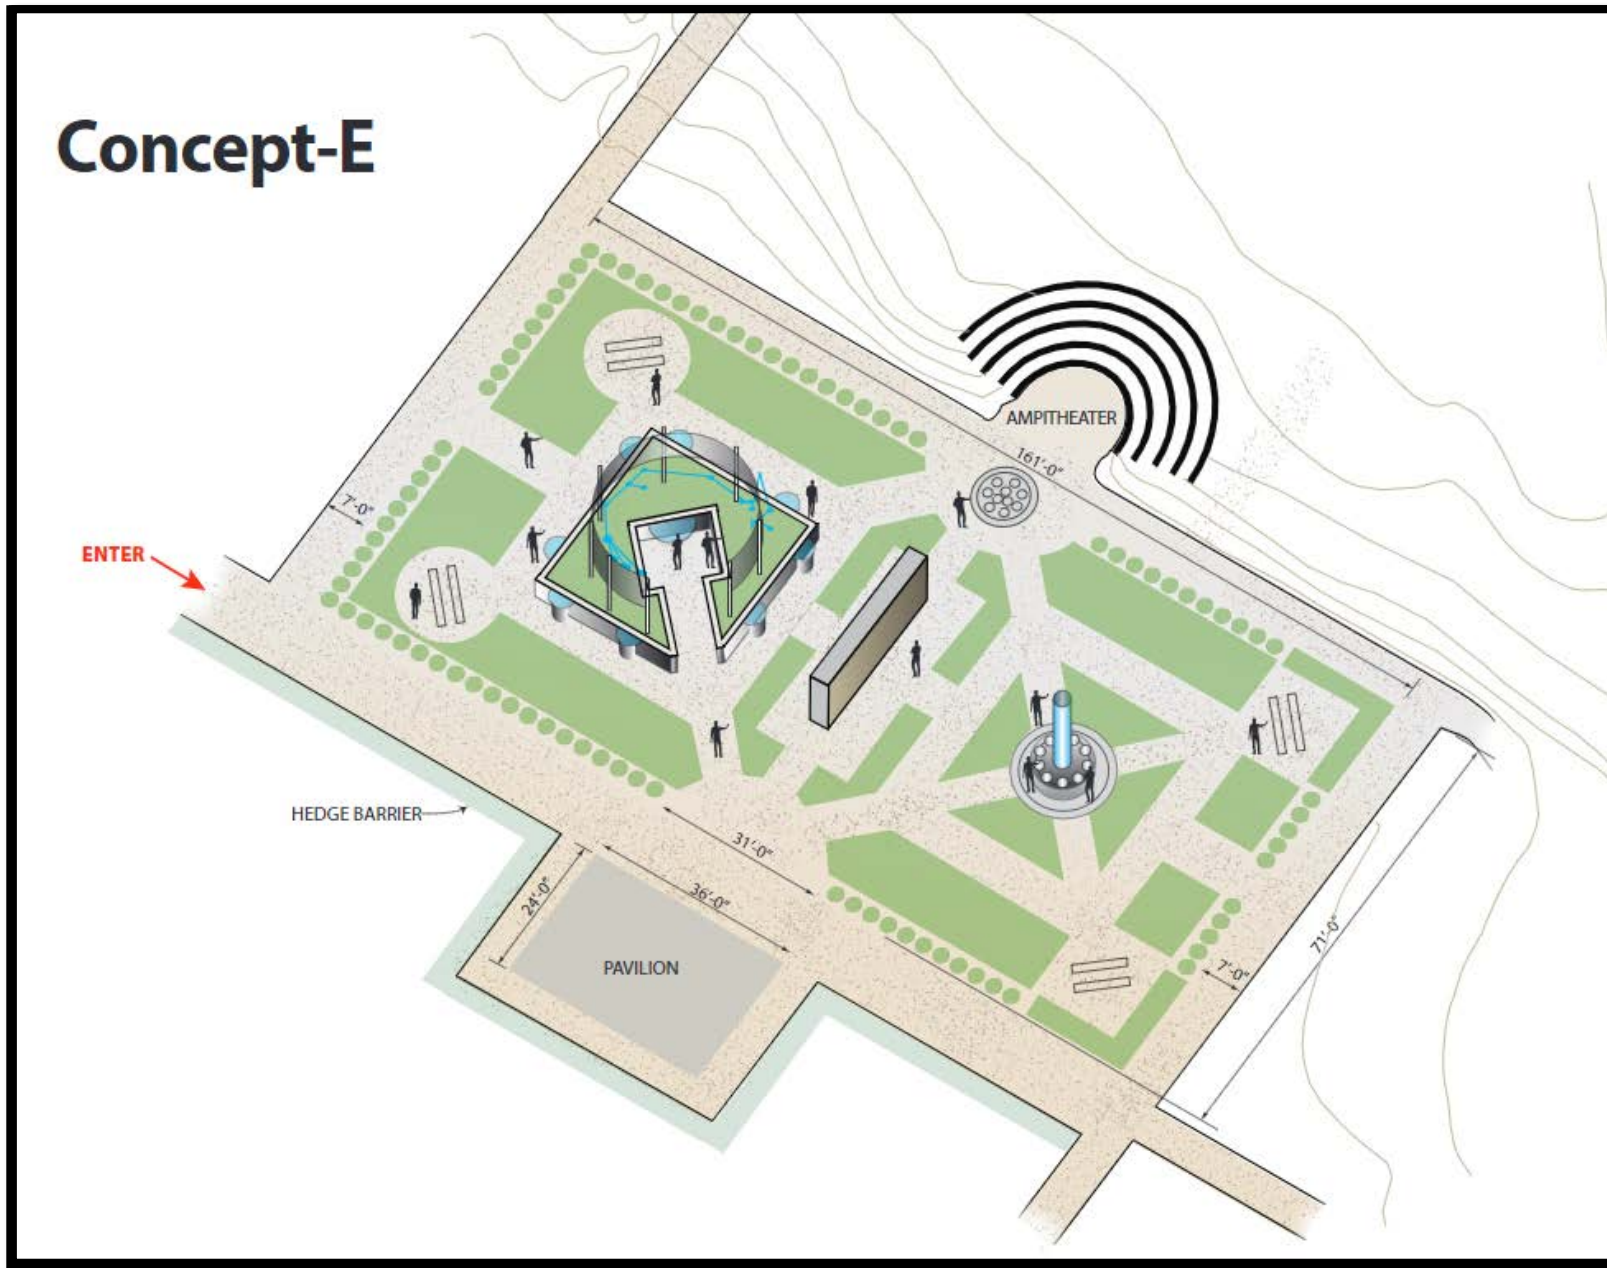 Concept-E
AMPITHEATER
161'-0"
7'-0"
ENTER
HEDGE BARRIER
31'-0"
36'-0"
24'-0"
PAVILION
71'-0"
7'-0"